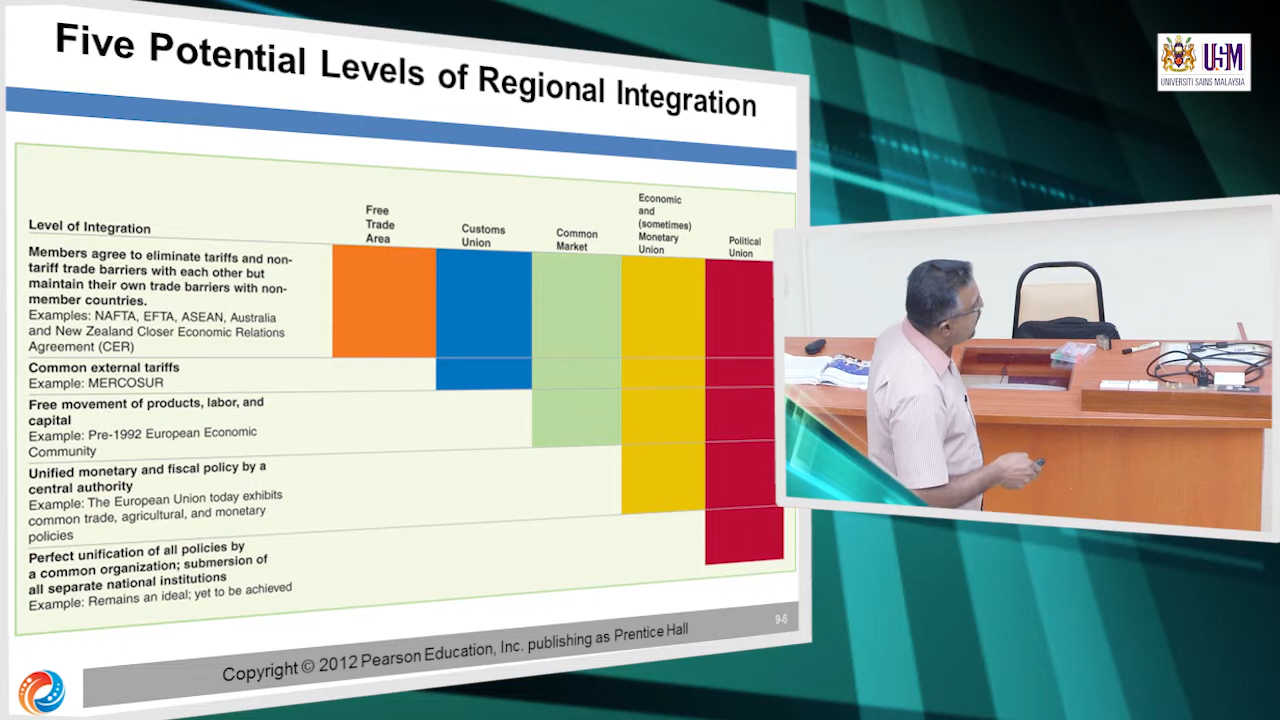 Five Potential Levels of Regional Integration
USM
UNIVERSITI SAINS MALAYSIA
Level of Integration
Free
Trade
Area
Customs
Union
Common
Market
Economic
and
(sometimes)
Monetary
Union
Political
Union
Members agree to eliminate tariffs and non-
tariff trade barriers with each other but
maintain their own trade barriers with non-
member countries.
Examples: NAFTA, EFTA, ASEAN, Australia
and New Zealand Closer Economic Relations
Agreement (CER)
Common external tariffs
Example: MERCOSUR
Free movement of products, labor, and
capital
Example: Pre-1992 European Economic
Community
Unified monetary and fiscal policy by a
central authority
Example: The European Union today exhibits
common trade, agricultural, and monetary
policies
Perfect unification of all policies by
a common organization; submersion of
all separate national institutions
Example: Remains an ideal; yet to be achieved
9-6
Copyright © 2012 Pearson Education, Inc. publishing as Prentice Hall